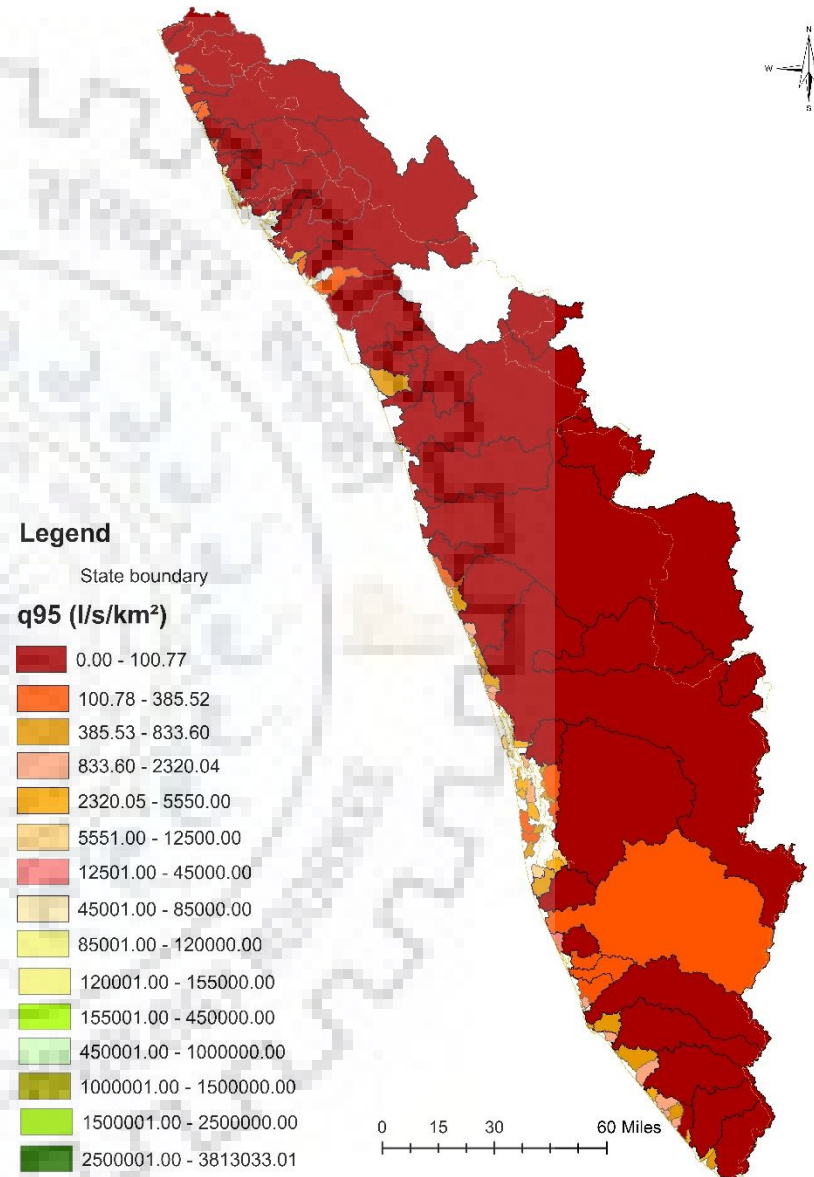 N
W
S
Legend
State boundary
q95 (l/s/km²)
0.00 - 100.77
100.78 - 385.52
385.53 - 833.60
833.60 - 2320.04
2320.05 - 5550.00
5551.00 - 12500.00
12501.00 - 45000.00
45001.00 - 85000.00
85001.00 - 120000.00
120001.00 - 155000.00
155001.00 - 450000.00
450001.00 - 1000000.00
1000001.00 - 1500000.00
1500001.00 - 2500000.00
2500001.00 - 3813033.01
0 15 30 60 Miles